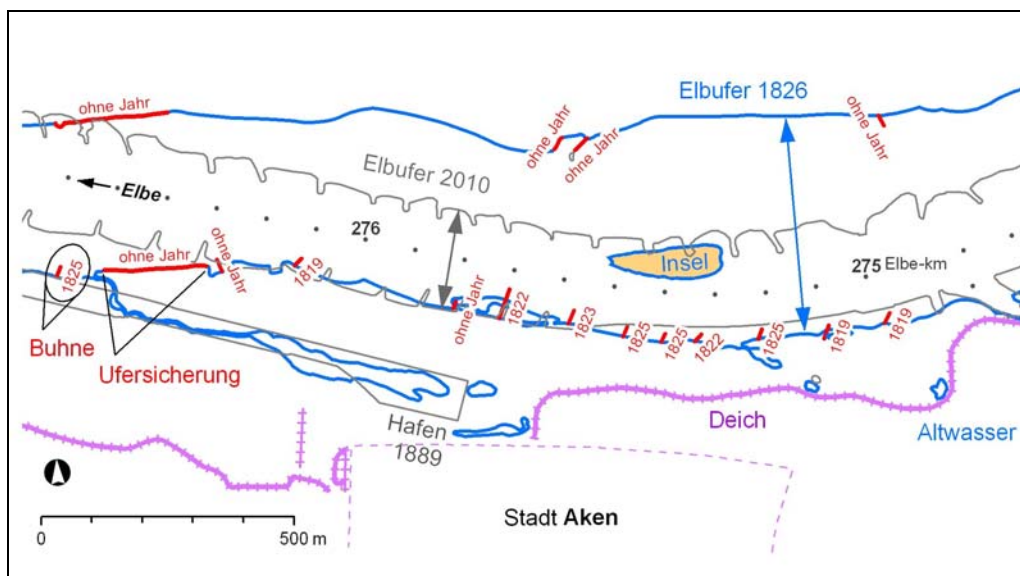 ohne Jahr
Elbufer 1826
ohne Jahr
ohne Jahr
ohne Jahr
Elbufer 2010
Elbe
276
Insel
275 Elbe-km
ohne Jahr
ohne Jahr
1825
1819
ohne Jahr
1822
1823
1825
1825
1822
1825
1819
1819
Buhne
Ufersicherung
Hafen
1889
Deich
Altwasser
Stadt Aken
0
500 m